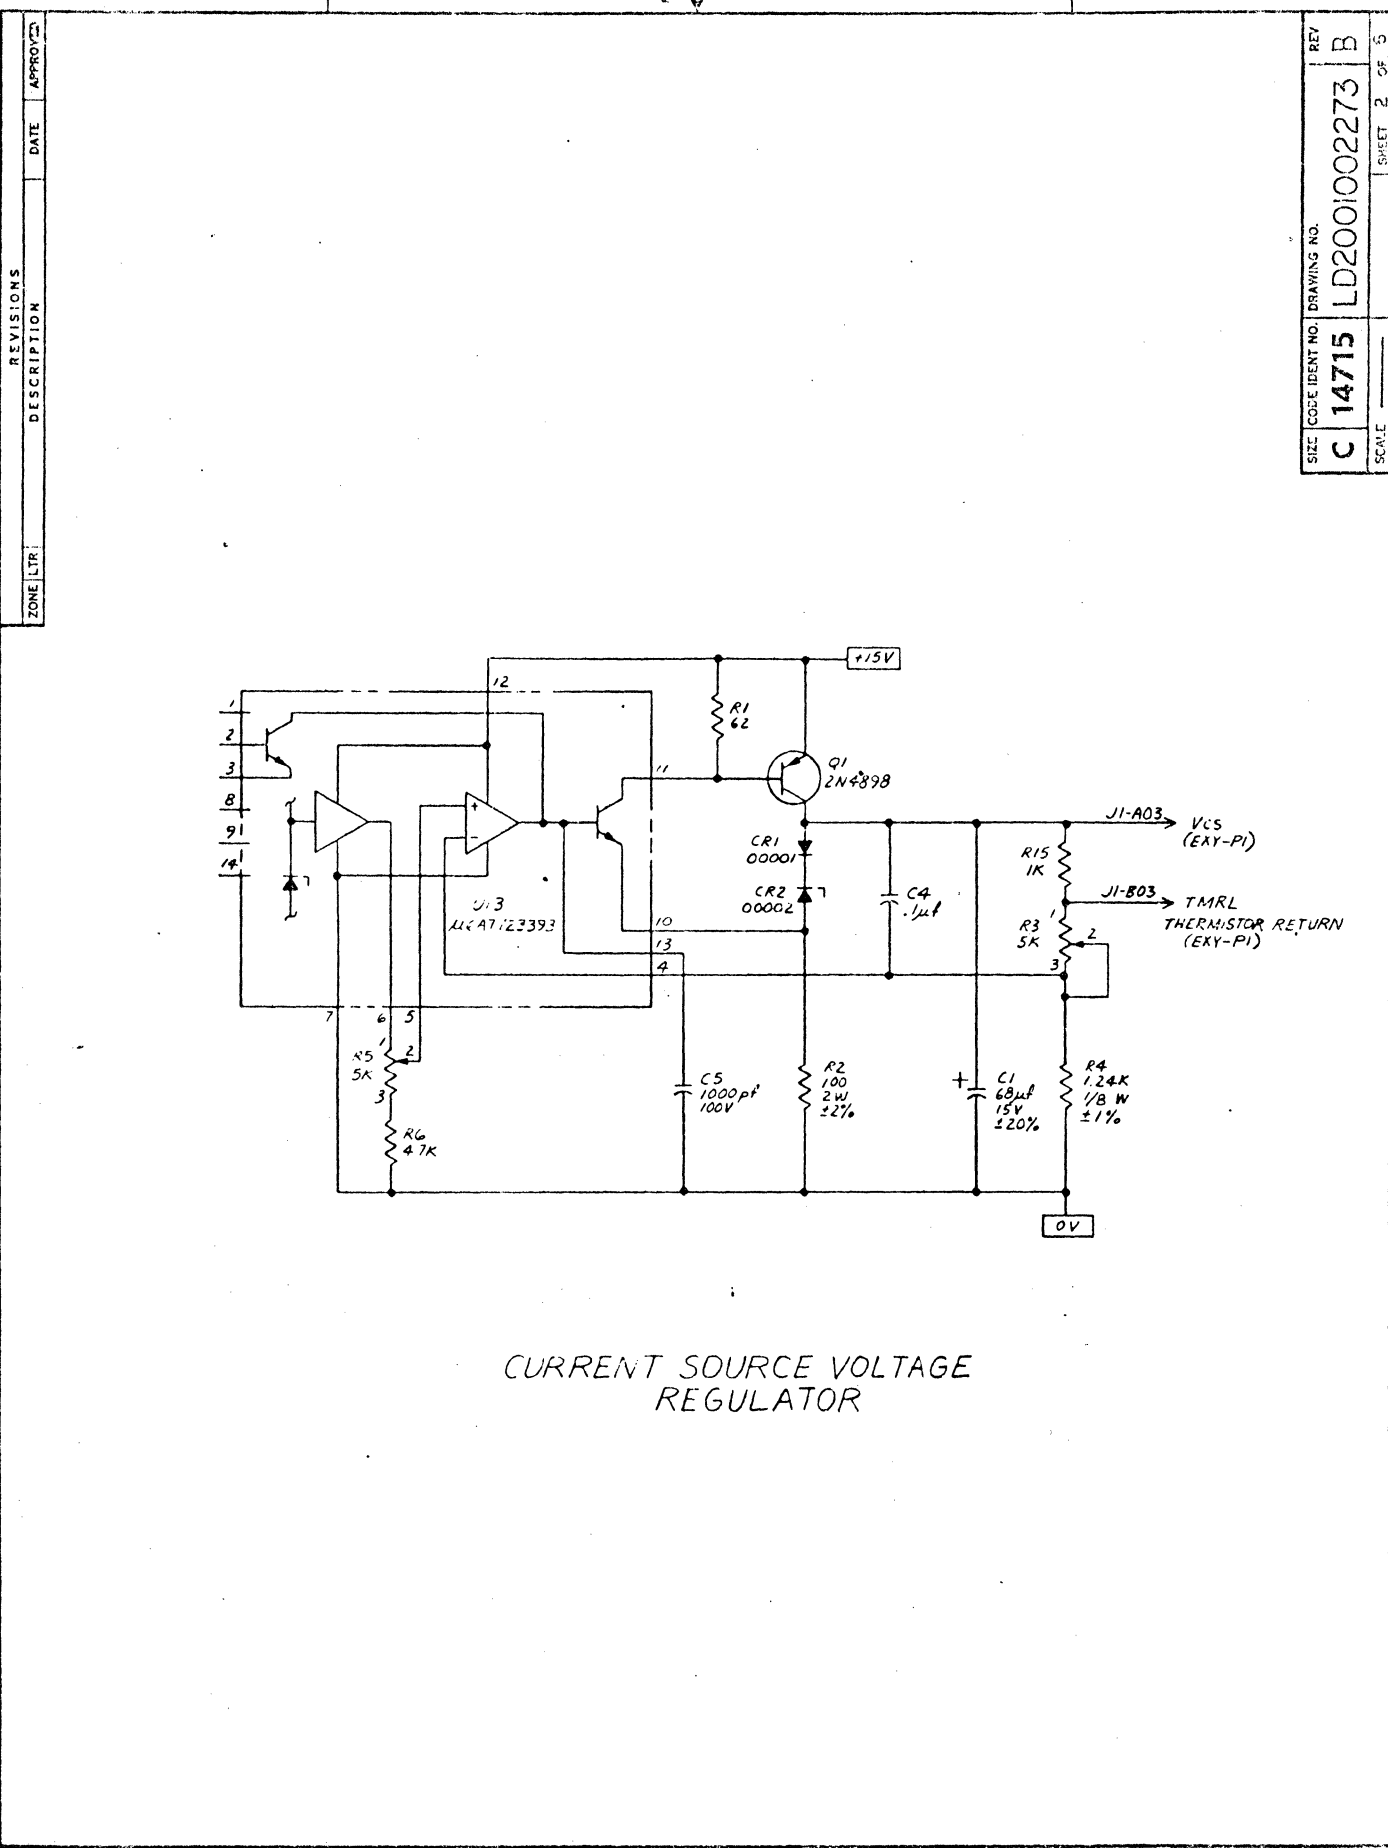 REVISIONS
ZONE LTR DESCRIPTION DATE APPROVED
SIZE CODE IDENT NO. DRAWING NO. REV
C 14715 LD2001002273 B
SCALE SHEET 2 OF 5
+15V
12
1
2
3
8
9
14
R1
62
11
Q1
2N4898
J1-A03
VCS
(EXY-P1)
CR1
00001
R15
1K
CR2
00002
C4
.1µf
J1-B03
TMRL
THERMISTOR RETURN
(EXY-P1)
R3
5K
1
2
3
U13
10
13
4
7
6
5
R5
5K
1
2
3
R6
4.7K
C5
1000pf
100V
R2
100
2W
±2%
+
C1
68µf
15V
±20%
R4
1.24K
1/8 W
±1%
0V
+
-
CURRENT SOURCE VOLTAGE
REGULATOR